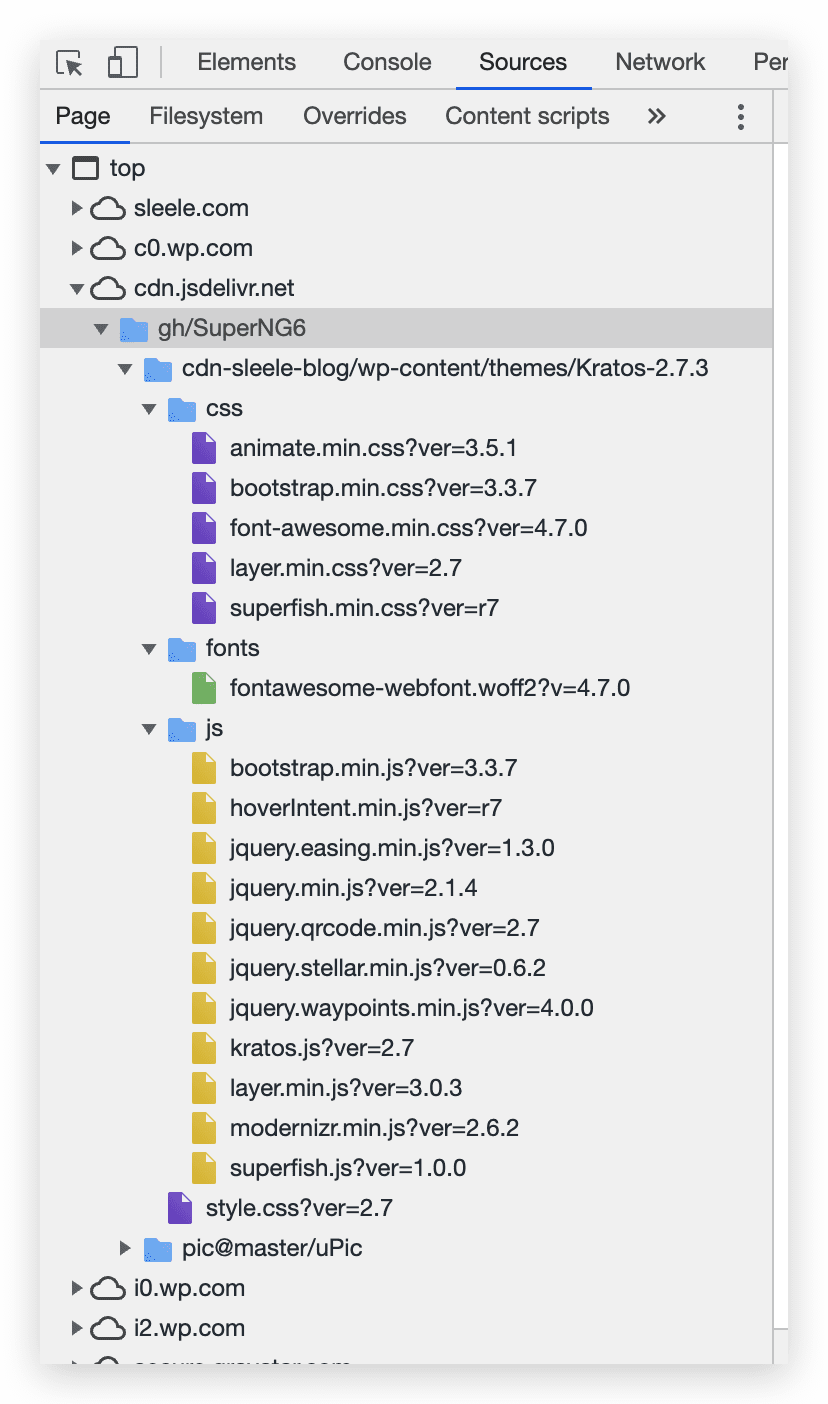 Elements Console Sources Network Per
Page Filesystem Overrides Content scripts »
top
sleele.com
c0.wp.com
cdn.jsdelivr.net
gh/SuperNG6
cdn-sleele-blog/wp-content/themes/Kratos-2.7.3
css
animate.min.css?ver=3.5.1
bootstrap.min.css?ver=3.3.7
font-awesome.min.css?ver=4.7.0
layer.min.css?ver=2.7
superfish.min.css?ver=r7
fonts
fontawesome-webfont.woff2?v=4.7.0
js
bootstrap.min.js?ver=3.3.7
hoverIntent.min.js?ver=r7
jquery.easing.min.js?ver=1.3.0
jquery.min.js?ver=2.1.4
jquery.qrcode.min.js?ver=2.7
jquery.stellar.min.js?ver=0.6.2
jquery.waypoints.min.js?ver=4.0.0
kratos.js?ver=2.7
layer.min.js?ver=3.0.3
modernizr.min.js?ver=2.6.2
superfish.js?ver=1.0.0
style.css?ver=2.7
pic@master/uPic
i0.wp.com
i2.wp.com